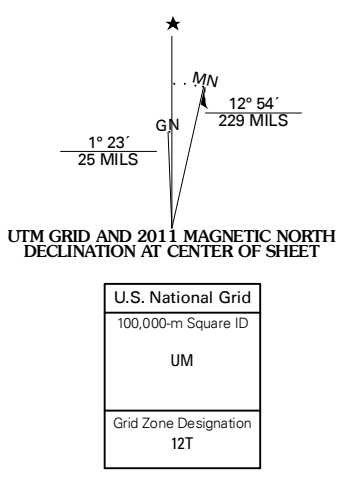 MN
12° 54´
229 MILS
GN
1° 23´
25 MILS
UTM GRID AND 2011 MAGNETIC NORTH
DECLINATION AT CENTER OF SHEET
U.S. National Grid
100,000-m Square ID
UM
Grid Zone Designation
12T